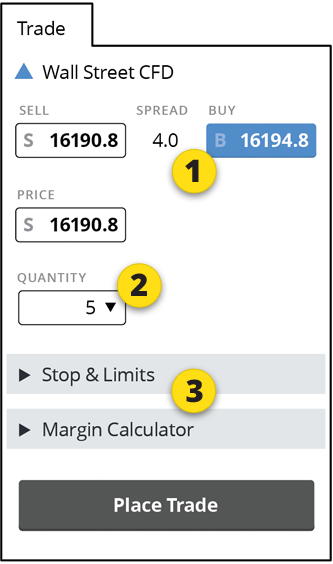 Trade
Wall Street CFD
SELL SPREAD BUY
S 16190.8 4.0 B 16194.8
1
PRICE
S 16190.8
QUANTITY 2
5
Stop & Limits
3
Margin Calculator
Place Trade